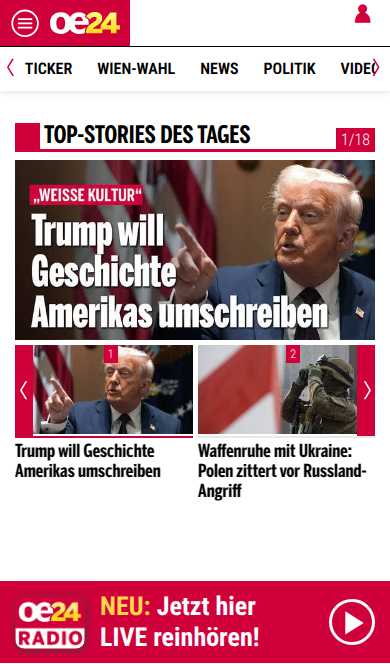 oe24
TICKER WIEN-WAHL NEWS POLITIK VIDEO
TOP-STORIES DES TAGES
1/18
„WEISSE KULTUR“
Trump will
Geschichte
Amerikas umschreiben
1
2
Trump will Geschichte
Amerikas umschreiben
Waffenruhe mit Ukraine:
Polen zittert vor Russland-
Angriff
oe24
RADIO
NEU: Jetzt hier
LIVE reinhören!